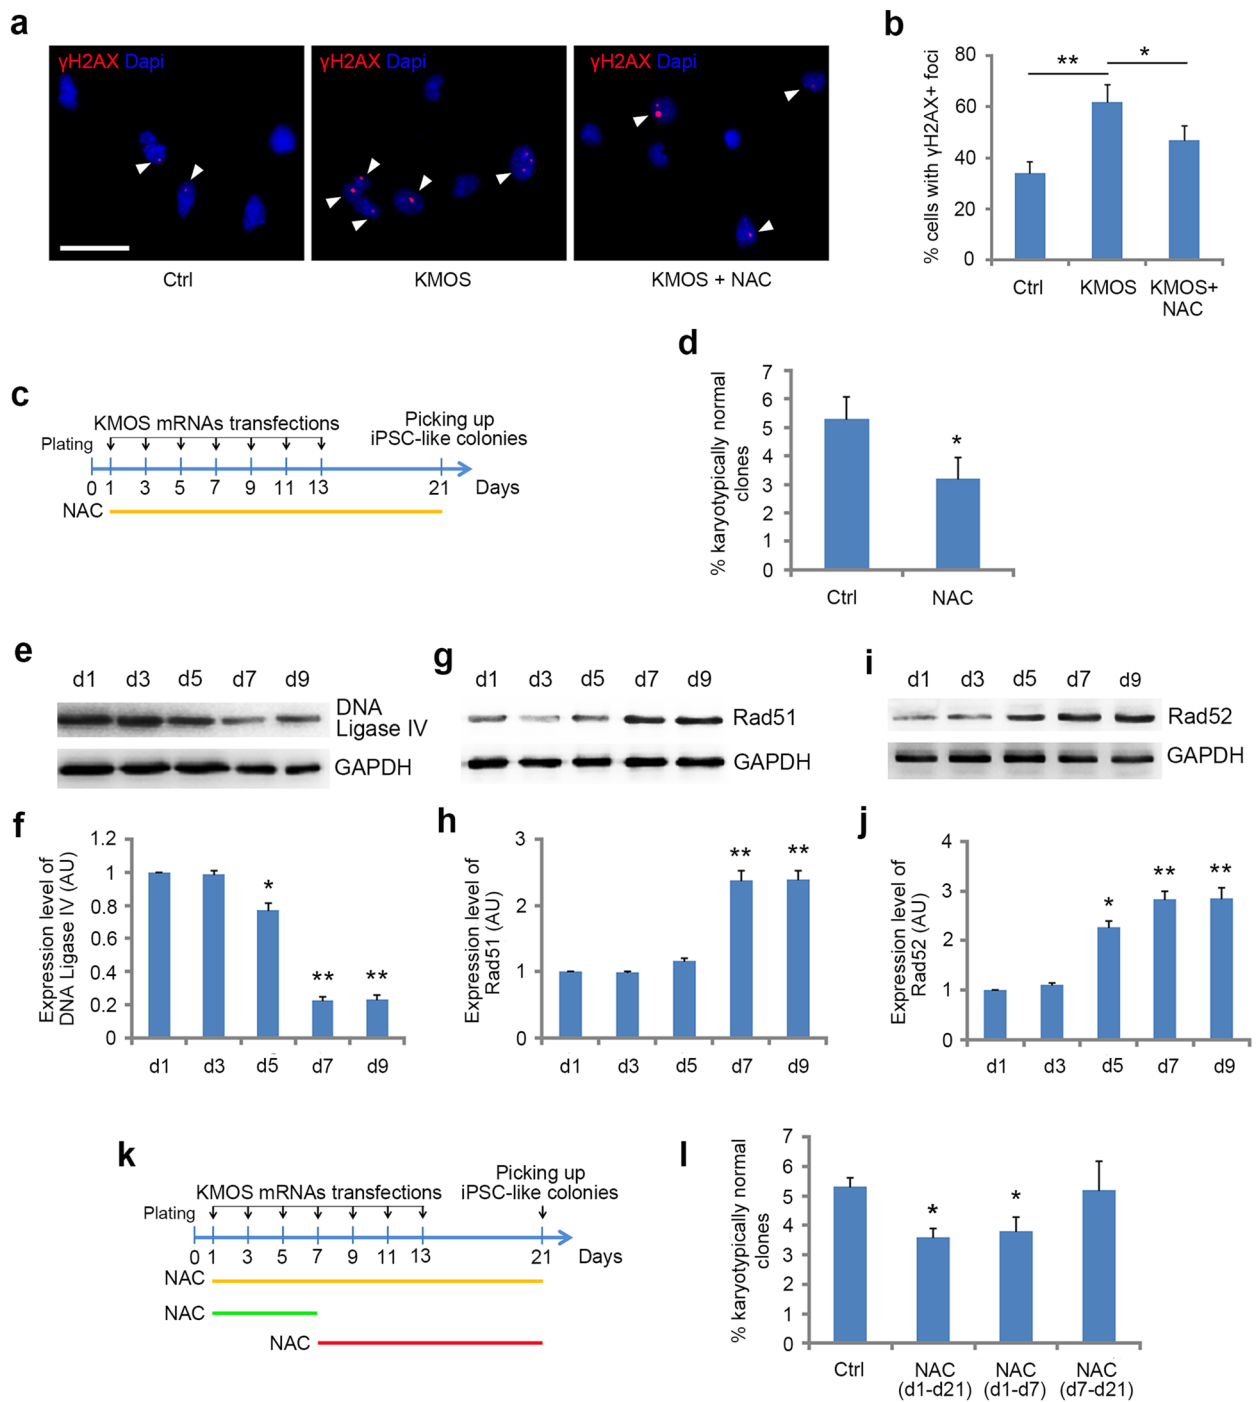 a
γH2AX Dapi
γH2AX Dapi
γH2AX Dapi
Ctrl
KMOS
KMOS + NAC
b
% cells with γH2AX+ foci
80
60
40
20
0
**
*
Ctrl
KMOS
KMOS+
NAC
c
KMOS mRNAs transfections
Picking up
iPSC-like colonies
Plating
0 1 3 5 7 9 11 13 21 Days
NAC
d
% karyotypically normal
clones
7
6
5
4
3
2
1
0
*
Ctrl
NAC
e
d1 d3 d5 d7 d9
DNA
Ligase IV
GAPDH
g
d1 d3 d5 d7 d9
Rad51
GAPDH
i
d1 d3 d5 d7 d9
Rad52
GAPDH
f
Expression level of
DNA Ligase IV (AU)
1.2
1
0.8
0.6
0.4
0.2
0
*
**
**
d1 d3 d5 d7 d9
h
Expression level of
Rad51 (AU)
3
2
1
0
**
**
d1 d3 d5 d7 d9
j
Expression level of
Rad52 (AU)
4
3
2
1
0
*
**
**
d1 d3 d5 d7 d9
k
KMOS mRNAs transfections
Picking up
iPSC-like colonies
Plating
0 1 3 5 7 9 11 13 21 Days
NAC
NAC
NAC
l
% karyotypically normal
clones
7
6
5
4
3
2
1
0
*
*
Ctrl
NAC
(d1-d21)
NAC
(d1-d7)
NAC
(d7-d21)